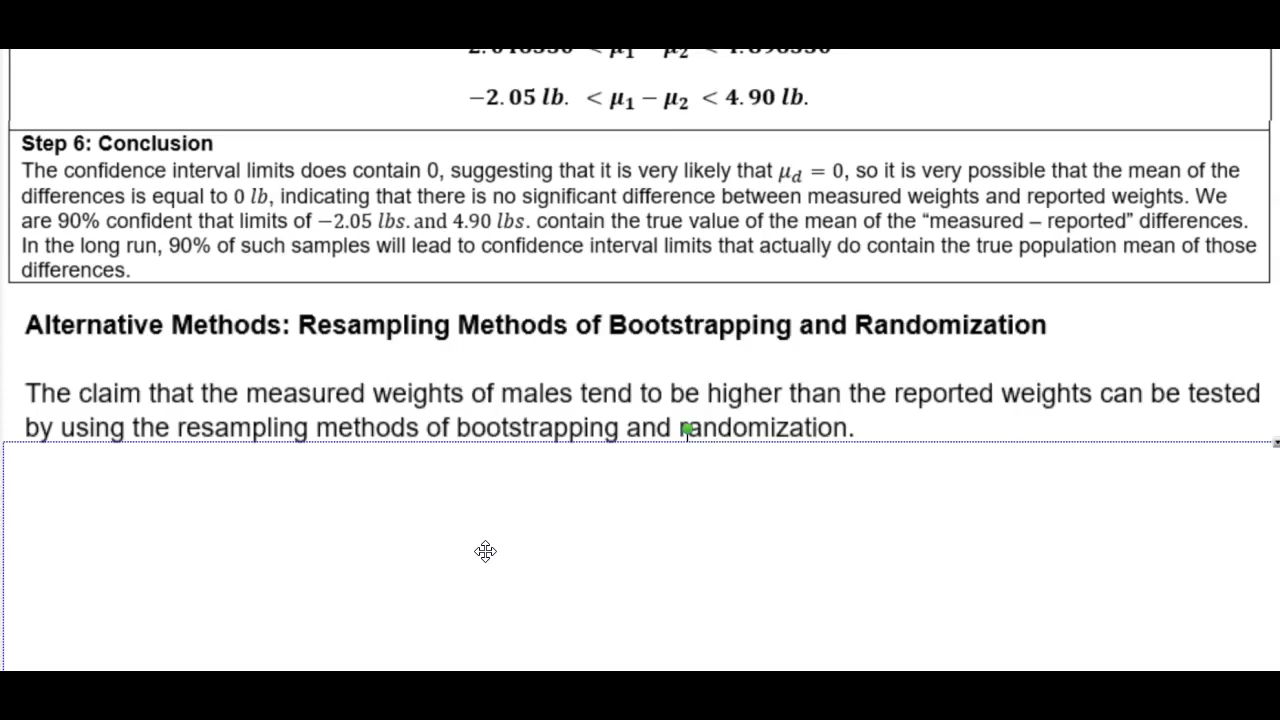 −2.05 lb. < μ₁ − μ₂ < 4.90 lb.
Step 6: Conclusion
The confidence interval limits does contain 0, suggesting that it is very likely that μd = 0, so it is very possible that the mean of the
differences is equal to 0 lb, indicating that there is no significant difference between measured weights and reported weights. We
are 90% confident that limits of −2.05 lbs. and 4.90 lbs. contain the true value of the mean of the “measured – reported” differences.
In the long run, 90% of such samples will lead to confidence interval limits that actually do contain the true population mean of those
differences.
Alternative Methods: Resampling Methods of Bootstrapping and Randomization
The claim that the measured weights of males tend to be higher than the reported weights can be tested
by using the resampling methods of bootstrapping and randomization.